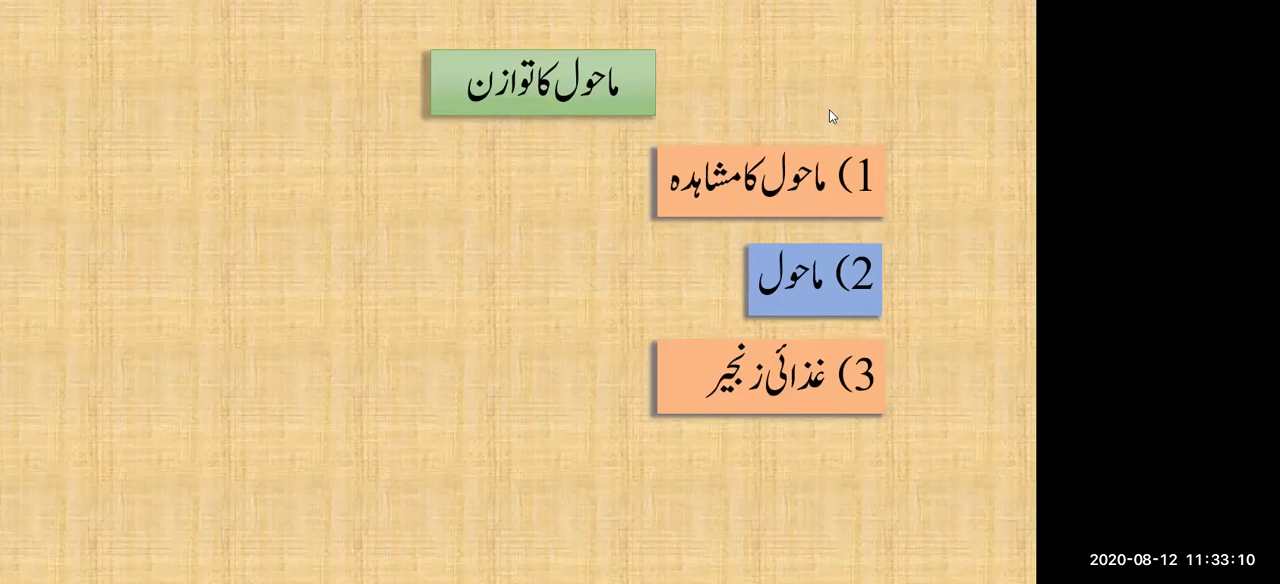 ماحول کا توازن
1) ماحول کا مشاہدہ
2) ماحول
3) غذائی زنجیر
2020-08-12 11:33:10